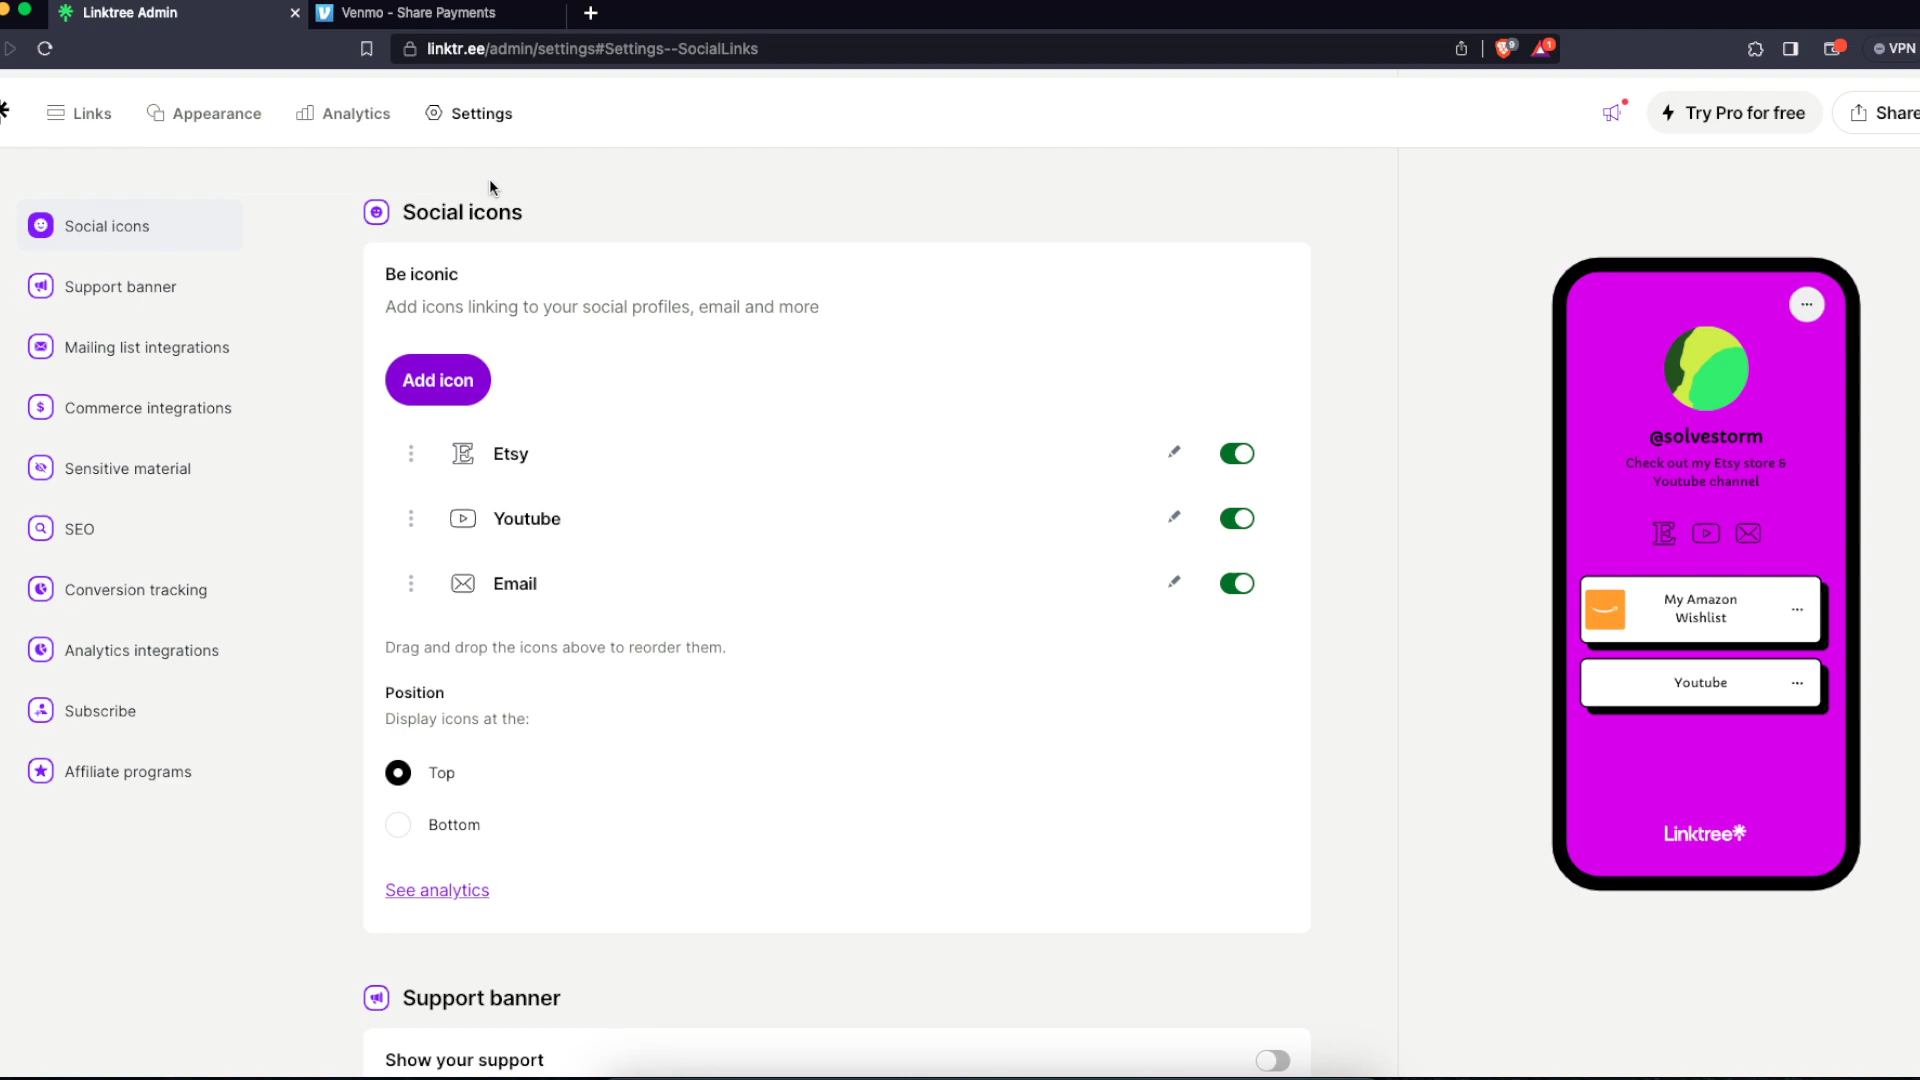 Linktree Admin
Venmo - Share Payments
linktr.ee/admin/settings#Settings--SocialLinks
9
1
VPN
Links
Appearance
Analytics
Settings
Try Pro for free
Share
Social icons
Support banner
Mailing list integrations
Commerce integrations
Sensitive material
SEO
Conversion tracking
Analytics integrations
Subscribe
Affiliate programs
Social icons
Be iconic
Add icons linking to your social profiles, email and more
Add icon
Etsy
Youtube
Email
Drag and drop the icons above to reorder them.
Position
Display icons at the:
Top
Bottom
See analytics
Support banner
Show your support
@solvestorm
Check out my Etsy store &
Youtube channel
My Amazon
Wishlist
Youtube
Linktree